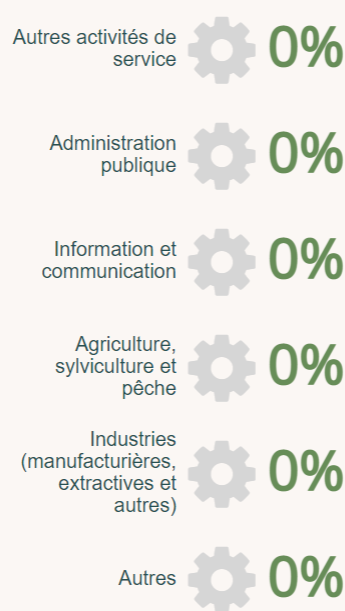 Autres activités de
service
0%
Administration
publique
0%
Information et
communication
0%
Agriculture,
sylviculture et
pêche
0%
Industries
(manufacturières,
extractives et
autres)
0%
Autres
0%